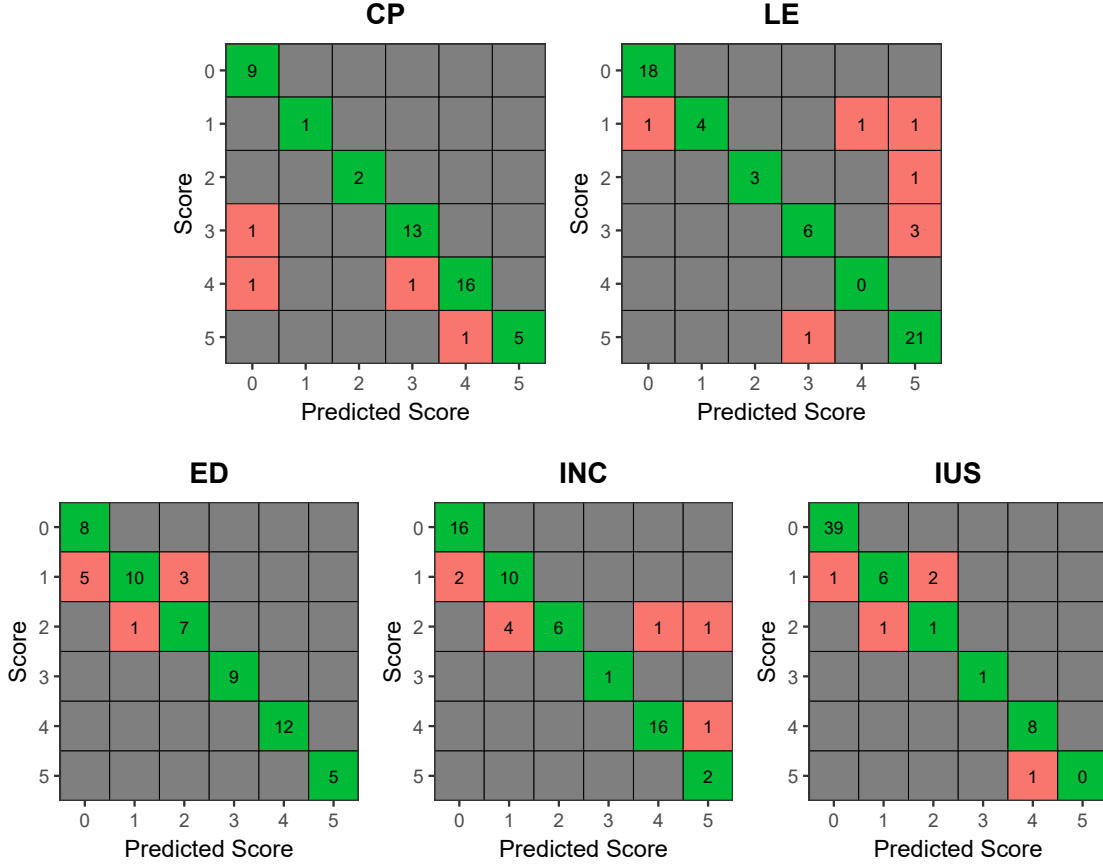 CP
LE
0 9
1 1
2 2
3 1 13
4 1 1 16
5 1 5
0 1 2 3 4 5
Predicted Score
Score
0 18
1 1 4 1 1
2 3 1
3 6 3
4 0
5 1 21
0 1 2 3 4 5
Predicted Score
Score
ED
INC
IUS
0 8
1 5 10 3
2 1 7
3 9
4 12
5 5
0 1 2 3 4 5
Predicted Score
Score
0 16
1 2 10
2 4 6 1 1
3 1
4 16 1
5 2
0 1 2 3 4 5
Predicted Score
Score
0 39
1 1 6 2
2 1 1
3 1
4 8
5 1 0
0 1 2 3 4 5
Predicted Score
Score